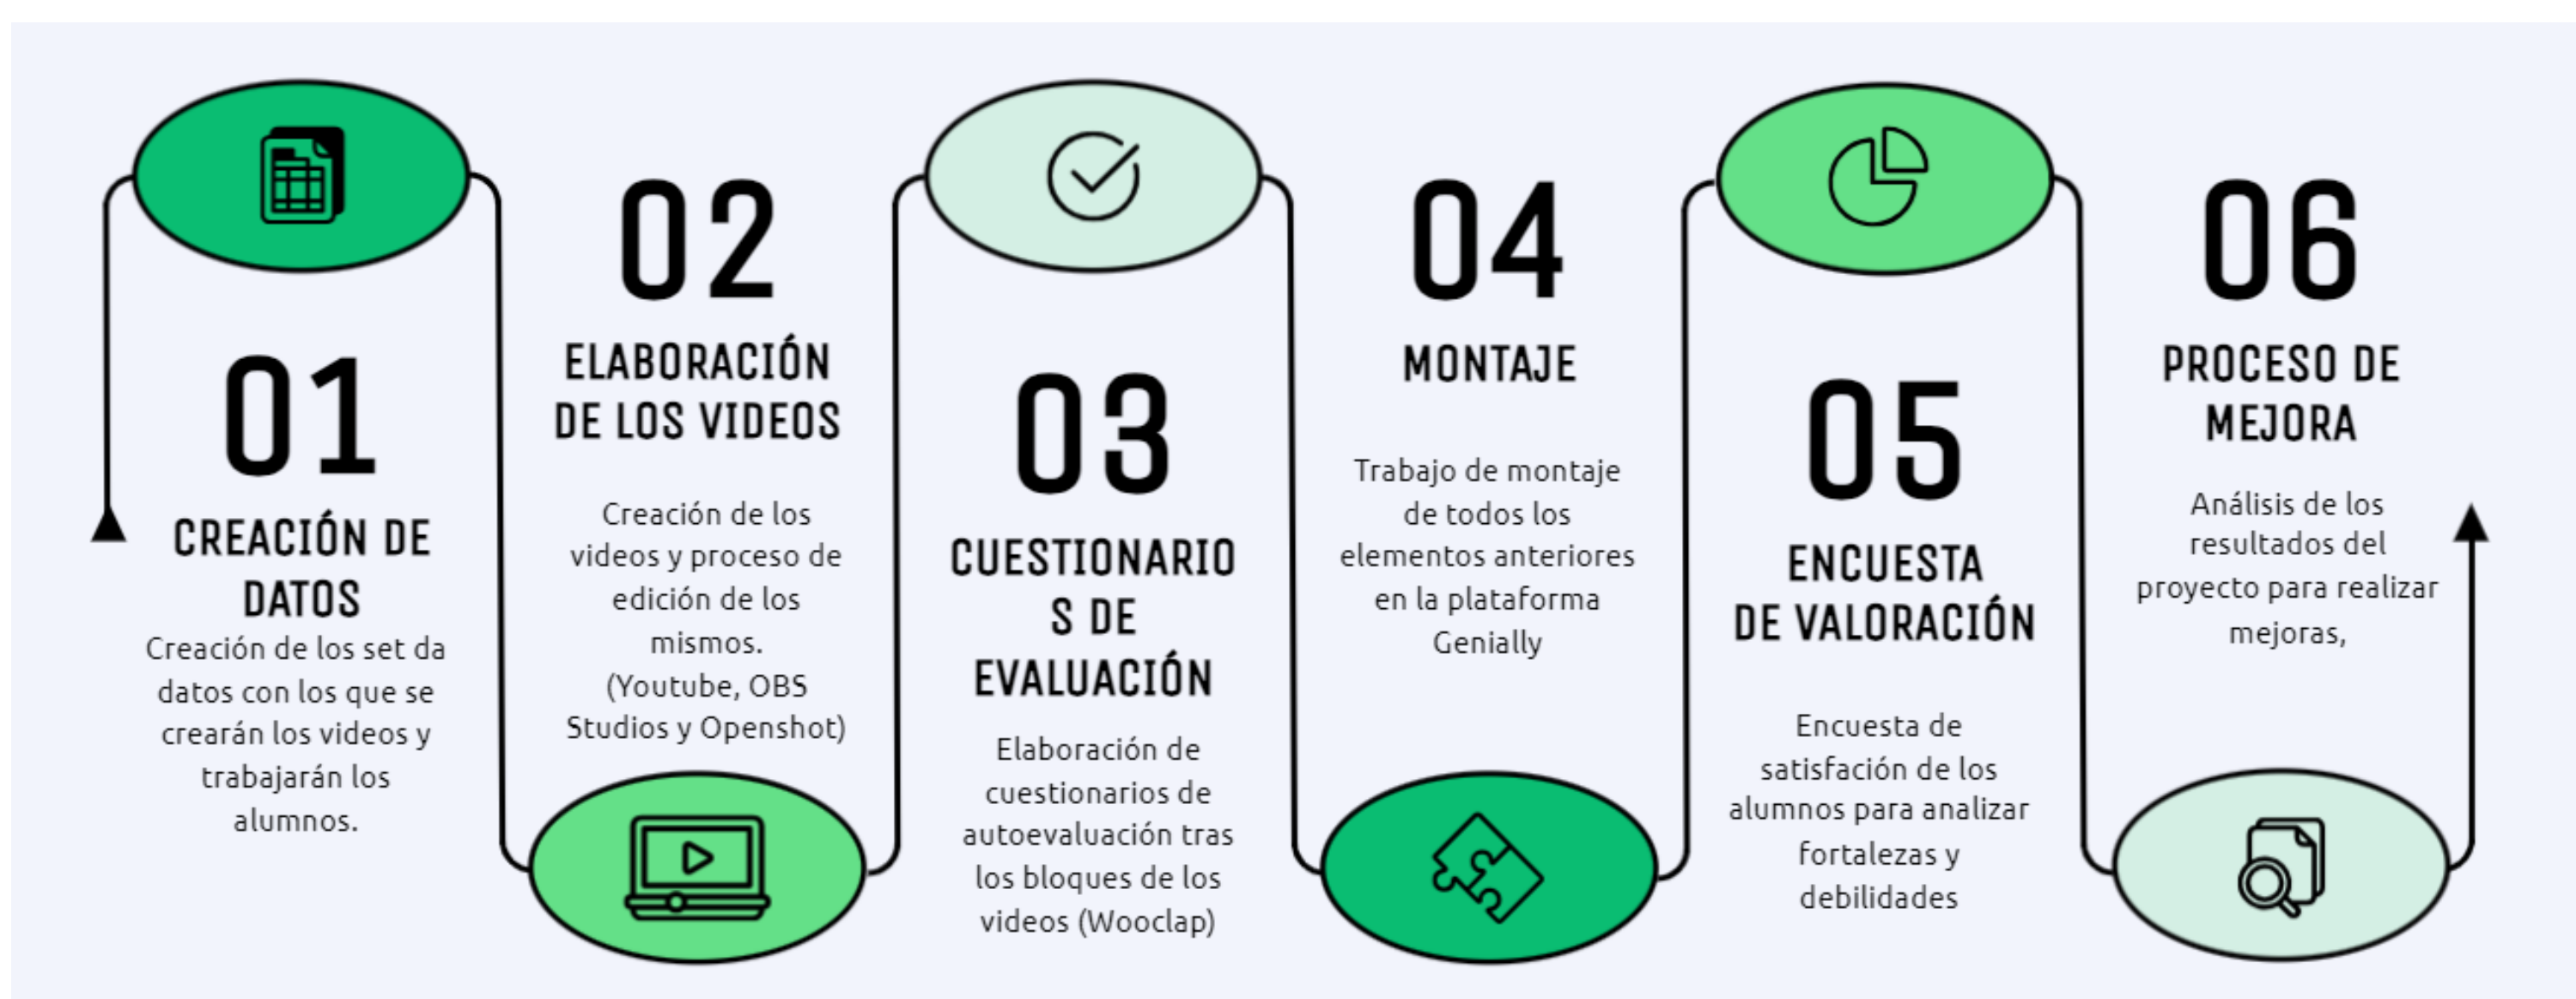 01
CREACIÓN DE
DATOS
Creación de los set da
datos con los que se
crearán los videos y
trabajarán los
alumnos.
02
ELABORACIÓN
DE LOS VIDEOS
Creación de los
videos y proceso de
edición de los
mismos.
(Youtube, OBS
Studios y Openshot)
03
CUESTIONARIO
S DE
EVALUACIÓN
Elaboración de
cuestionarios de
autoevaluación tras
los bloques de los
videos (Wooclap)
04
MONTAJE
Trabajo de montaje
de todos los
elementos anteriores
en la plataforma
Genially
05
ENCUESTA
DE VALORACIÓN
Encuesta de
satisfación de los
alumnos para analizar
fortalezas y
debilidades
06
PROCESO DE
MEJORA
Análisis de los
resultados del
proyecto para realizar
mejoras,